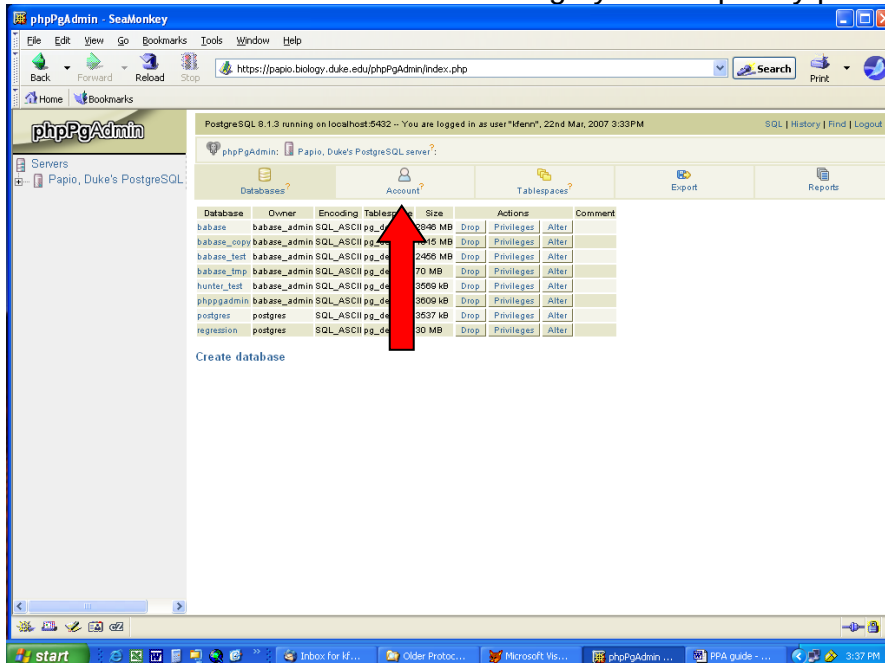 phpPgAdmin - SeaMonkey
File Edit View Go Bookmarks Tools Window Help
Back Forward Reload Stop https://papio.biology.duke.edu/phpPgAdmin/index.php Search Print
Home Bookmarks
phpPgAdmin
Servers
Papio, Duke's PostgreSQL
PostgreSQL 8.1.3 running on localhost:5432 -- You are logged in as user "kfenn", 22nd Mar, 2007 3:33PM SQL | History | Find | Logout
phpPgAdmin: Papio, Duke's PostgreSQL server?:
Databases? Account? Tablespaces? Export Reports
Database Owner Encoding Size Actions Comment
babase babase_admin SQL_ASCII 2846 MB Drop Privileges Alter
babase_copy babase_admin SQL_ASCII MB Drop Privileges Alter
babase_test babase_admin SQL_ASCII 2456 MB Drop Privileges Alter
babase_tmp babase_admin SQL_ASCII 70 MB Drop Privileges Alter
hunter_test babase_admin SQL_ASCII 3569 kB Drop Privileges Alter
phppgadmin babase_admin SQL_ASCII 3609 kB Drop Privileges Alter
postgres postgres SQL_ASCII 3537 kB Drop Privileges Alter
regression postgres SQL_ASCII 30 MB Drop Privileges Alter
Create database
start Inbox for kf... Older Protoc... Microsoft Vis... phpPgAdmin ... PPA guide - ... 3:37 PM